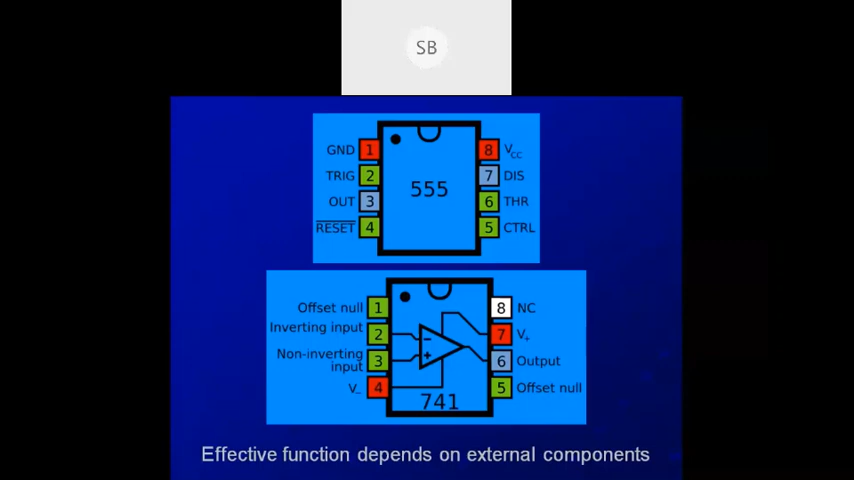 SB
GND 1 8 VCC
TRIG 2 7 DIS
555
OUT 3 6 THR
RESET 4 5 CTRL
Offset null 1 8 NC
Inverting input 2 7 V+
Non-inverting
input 3 6 Output
V- 4 5 Offset null
741
Effective function depends on external components